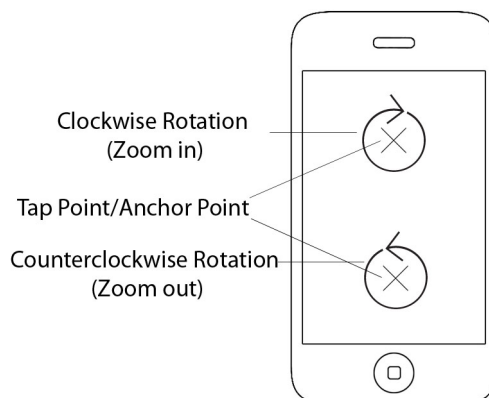 Clockwise Rotation
(Zoom in)
Tap Point/Anchor Point
Counterclockwise Rotation
(Zoom out)